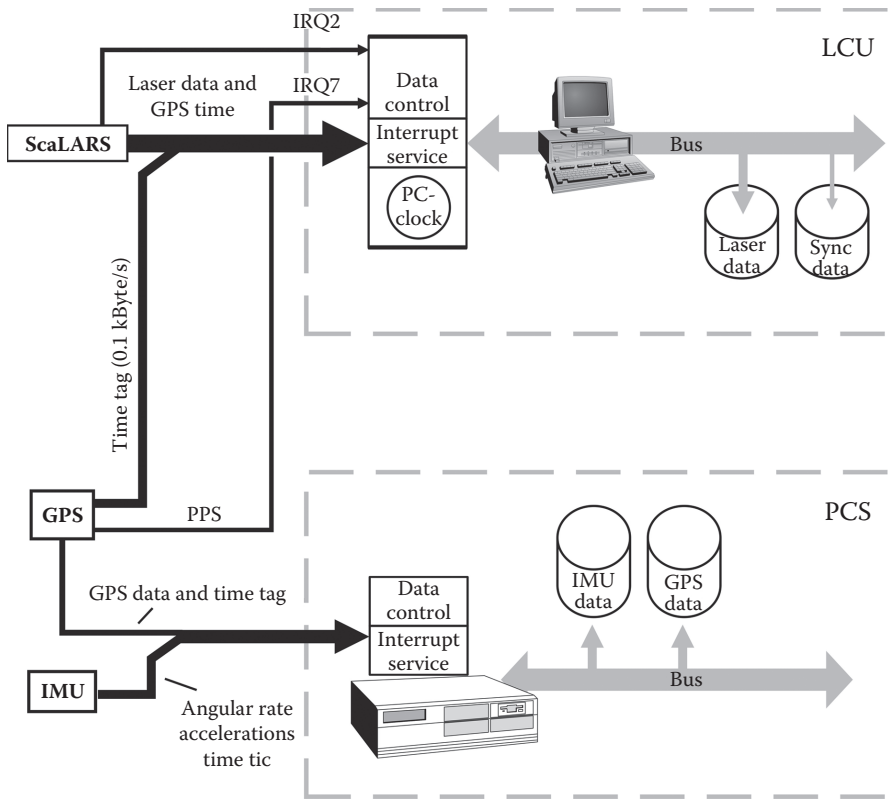 IRQ2
LCU
Laser data and
GPS time
IRQ7
Data
control
ScaLARS
Interrupt
service
Bus
PC-
clock
Laser
data
Sync
data
Time tag (0.1 kByte/s)
GPS
PPS
PCS
GPS data and time tag
Data
control
IMU
data
GPS
data
Interrupt
service
IMU
Bus
Angular rate
accelerations
time tic